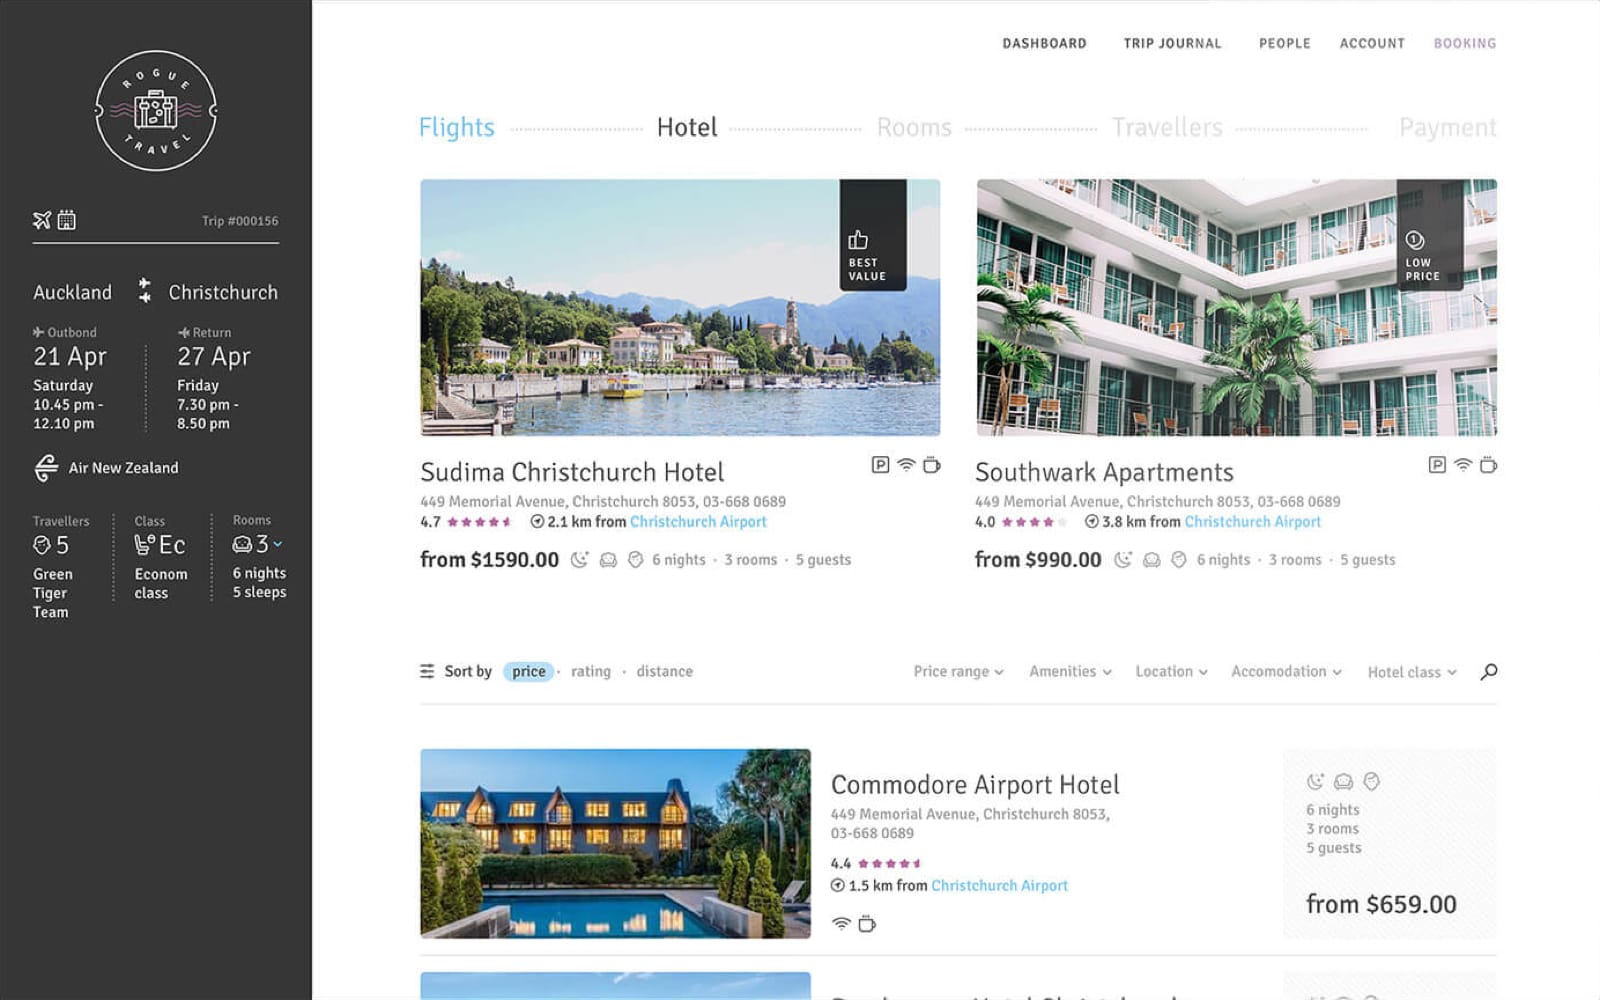 ROGUE
TRAVEL
Trip #000156
Auckland Christchurch
Outbond
21 Apr
Saturday
10.45 pm -
12.10 pm
Return
27 Apr
Friday
7.30 pm -
8.50 pm
Air New Zealand
Travellers
5
Green
Tiger
Team
Class
Ec
Econom
class
Rooms
3
6 nights
5 sleeps
DASHBOARD TRIP JOURNAL PEOPLE ACCOUNT BOOKING
Flights Hotel Rooms Travellers Payment
BEST
VALUE
Sudima Christchurch Hotel
P
449 Memorial Avenue, Christchurch 8053, 03-668 0689
4.7 2.1 km from Christchurch Airport
from $1590.00 6 nights · 3 rooms · 5 guests
1
LOW
PRICE
Southwark Apartments
P
449 Memorial Avenue, Christchurch 8053, 03-668 0689
4.0 3.8 km from Christchurch Airport
from $990.00 6 nights · 3 rooms · 5 guests
Sort by price · rating · distance
Price range Amenities Location Accomodation Hotel class
Commodore Airport Hotel
449 Memorial Avenue, Christchurch 8053,
03-668 0689
4.4
1.5 km from Christchurch Airport
6 nights
3 rooms
5 guests
from $659.00